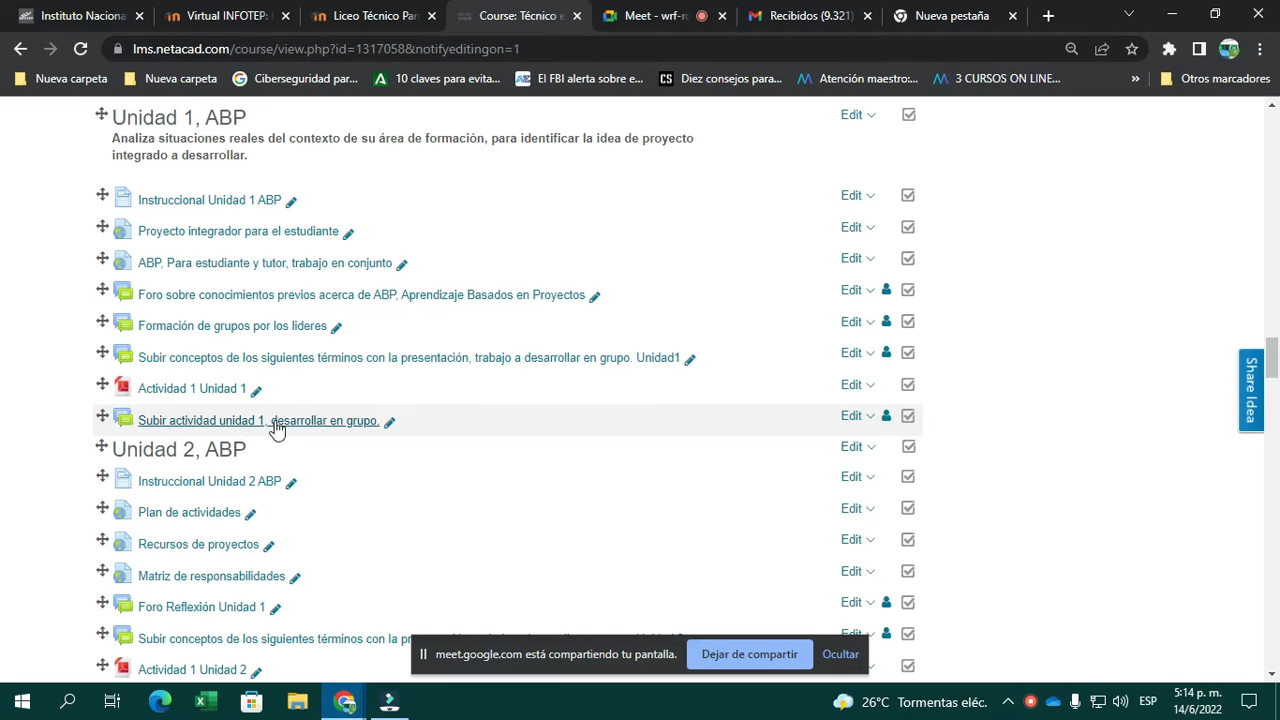 Instituto Naciona
Virtual INFOTEP: I
Liceo Técnico Par
Course: Técnico e
Meet - wrf-ro
Recibidos (9.321)
Nueva pestaña
lms.netacad.com/course/view.php?id=1317058&notifyeditingon=1
Nueva carpeta
Nueva carpeta
Ciberseguridad par...
10 claves para evita...
El FBI alerta sobre e...
Diez consejos para...
Atención maestro:...
3 CURSOS ON LINE...
»
Otros marcadores
Unidad 1, ABP
Edit
Analiza situaciones reales del contexto de su área de formación, para identificar la idea de proyecto
integrado a desarrollar.
Instruccional Unidad 1 ABP
Edit
Proyecto integrador para el estudiante
Edit
ABP, Para estudiante y tutor, trabajo en conjunto
Edit
Foro sobre conocimientos previos acerca de ABP, Aprendizaje Basados en Proyectos
Edit
Formación de grupos por los lideres
Edit
Subir conceptos de los siguientes términos con la presentación, trabajo a desarrollar en grupo. Unidad1
Edit
Actividad 1 Unidad 1
Edit
Share Idea
Subir actividad unidad 1, desarrollar en grupo.
Edit
Unidad 2, ABP
Edit
Instruccional Unidad 2 ABP
Edit
Plan de actividades
Edit
Recursos de proyectos
Edit
Matriz de responsabilidades
Edit
Foro Reflexión Unidad 1
Edit
Subir conceptos de los siguientes términos con la
Edit
meet.google.com está compartiendo tu pantalla.
Dejar de compartir
Ocultar
Actividad 1 Unidad 2
26°C Tormentas eléc.
ESP
5:14 p. m.
14/6/2022